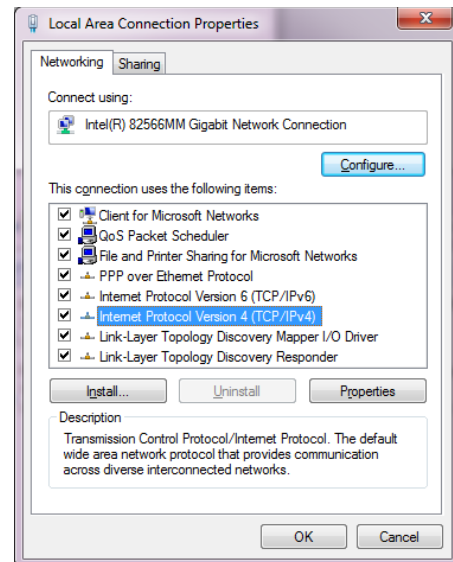 Local Area Connection Properties
Networking
Sharing
Connect using:
Intel(R) 82566MM Gigabit Network Connection
Configure...
This connection uses the following items:
Client for Microsoft Networks
QoS Packet Scheduler
File and Printer Sharing for Microsoft Networks
PPP over Ethernet Protocol
Internet Protocol Version 6 (TCP/IPv6)
Internet Protocol Version 4 (TCP/IPv4)
Link-Layer Topology Discovery Mapper I/O Driver
Link-Layer Topology Discovery Responder
Install...
Uninstall
Properties
Description
Transmission Control Protocol/Internet Protocol. The default
wide area network protocol that provides communication
across diverse interconnected networks.
OK
Cancel